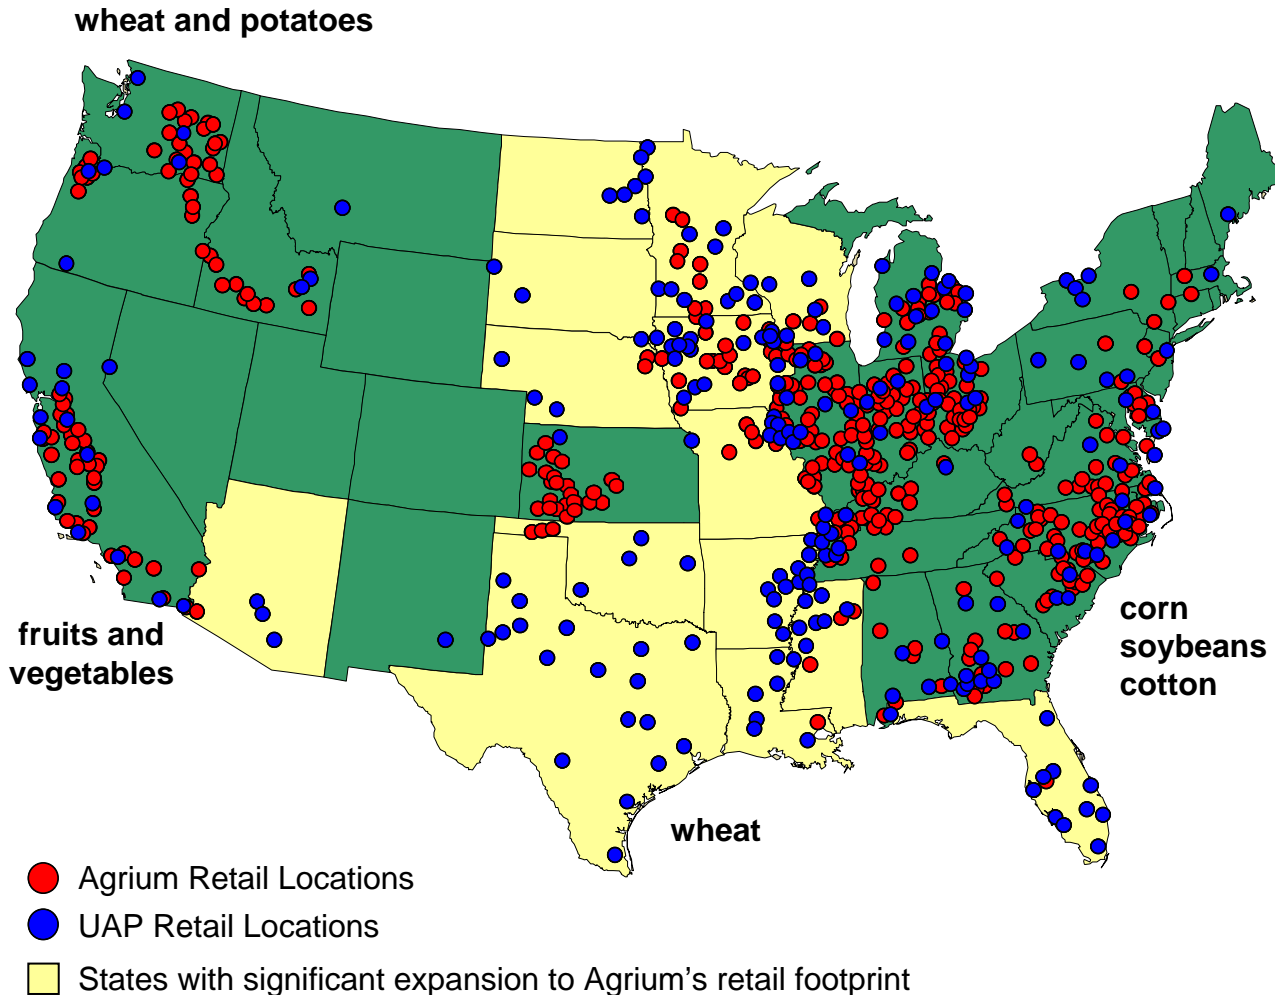 wheat and potatoes
fruits and
vegetables
corn
soybeans
cotton
wheat
Agrium Retail Locations
UAP Retail Locations
States with significant expansion to Agrium’s retail footprint